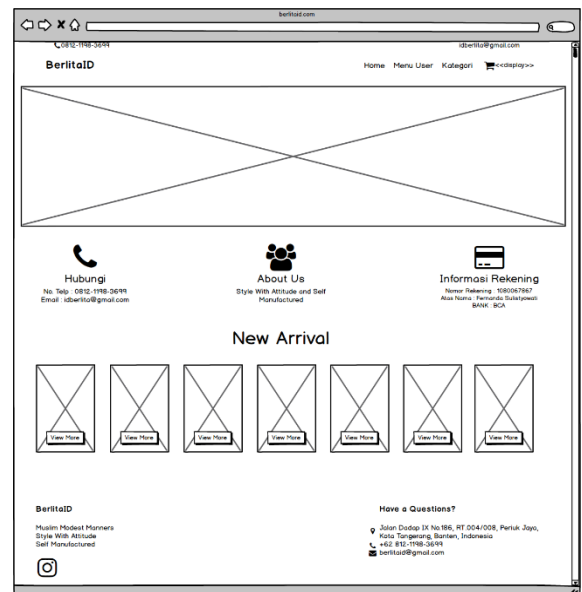 berlitaid.com
0812-1198-3699 idberlita@gmail.com
BerlitaID Home Menu User Kategori <<display>>
Hubungi
No. Telp : 0812-1198-3699
Email : idberlita@gmail.com
About Us
Style With Attitude and Self
Manufactured
Informasi Rekening
Nomor Rekening : 1080067867
Atas Nama : Fernanda Sulistyowati
BANK : BCA
New Arrival
View More
View More
View More
View More
View More
View More
View More
BerlitaID
Muslim Modest Manners
Style With Attitude
Self Manufactured
Have a Questions?
Jalan Dadap IX No.186, RT.004/008, Periuk Jaya,
Kota Tangerang, Banten, Indonesia
+62 812-1198-3699
berlitaid@gmail.com